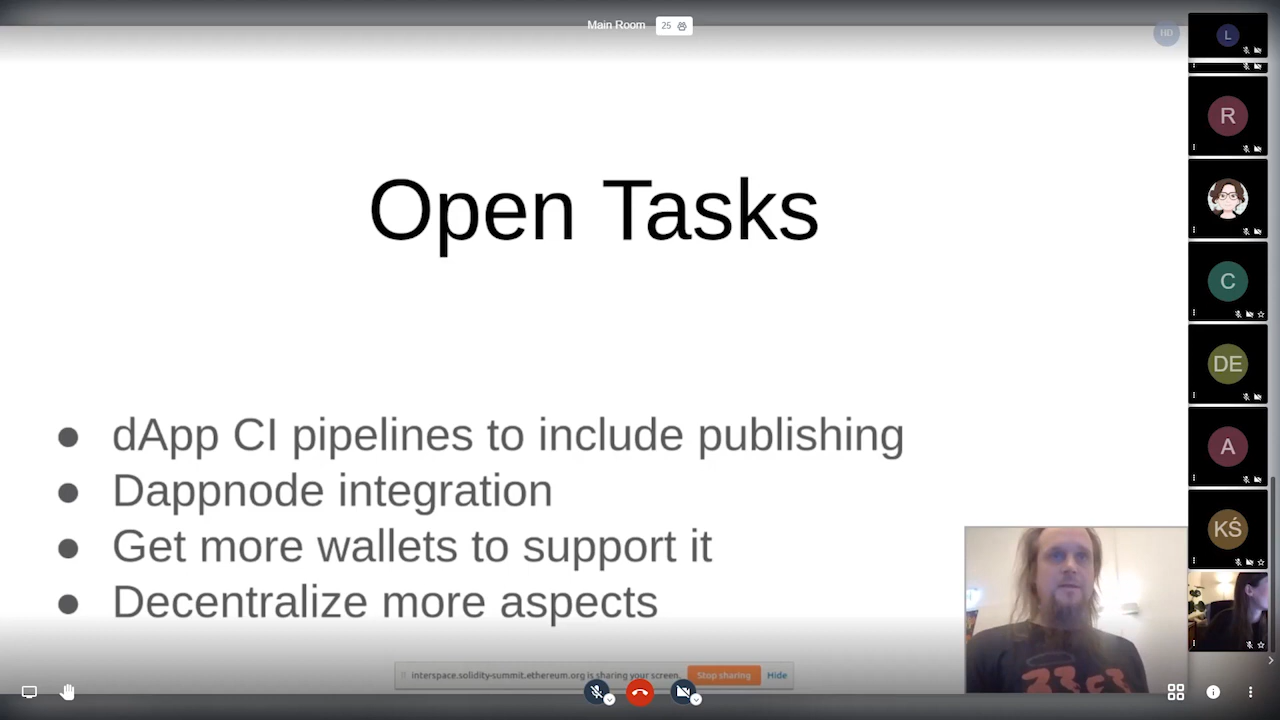 Main Room 25
HD
L
R
Open Tasks
C
DE
A
● dApp CI pipelines to include publishing
● Dappnode integration
KŚ
● Get more wallets to support it
● Decentralize more aspects
interspace.solidity-summit.ethereum.org is sharing your screen. Stop sharing Hide